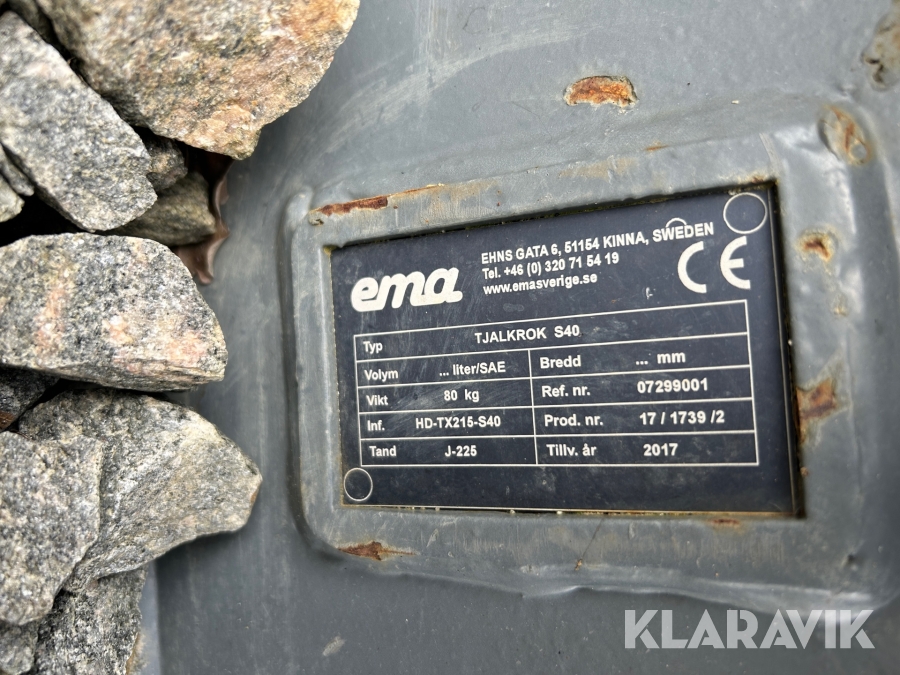 ema
EHNS GATA 6, 51154 KINNA, SWEDEN
Tel. +46 (0) 320 71 54 19
www.emasverige.se
CE
Typ TJALKROK S40
Volym ... liter/SAE Bredd ... mm
Vikt 80 kg Ref. nr. 07299001
Inf. HD-TX215-S40 Prod. nr. 17 / 1739 /2
Tand J-225 Tillv. år 2017
KLARAVIK